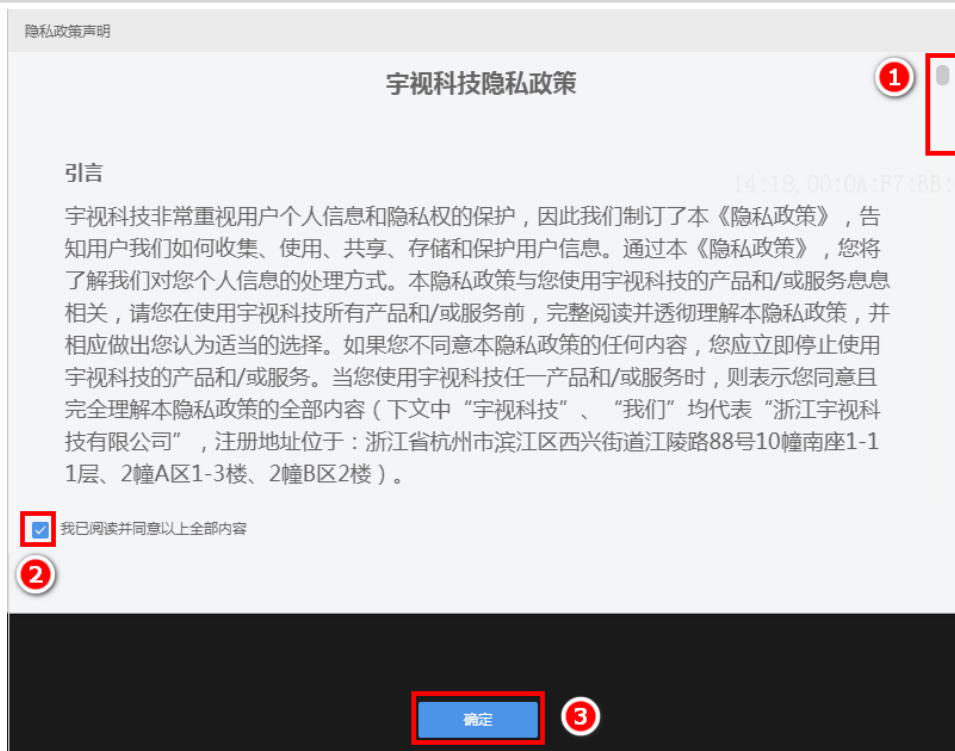 隐私政策声明
宇视科技隐私政策
1
引言
14:18,00:0A:F7:BB:
宇视科技非常重视用户个人信息和隐私权的保护，因此我们制订了本《隐私政策》，告
知用户我们如何收集、使用、共享、存储和保护用户信息。通过本《隐私政策》，您将
了解我们对您个人信息的处理方式。本隐私政策与您使用宇视科技的产品和/或服务息息
相关，请您在使用宇视科技所有产品和/或服务前，完整阅读并透彻理解本隐私政策，并
相应做出您认为适当的选择。如果您不同意本隐私政策的任何内容，您应立即停止使用
宇视科技的产品和/或服务。当您使用宇视科技任一产品和/或服务时，则表示您同意且
完全理解本隐私政策的全部内容（下文中“宇视科技”、“我们”均代表“浙江宇视科
技有限公司”，注册地址位于：浙江省杭州市滨江区西兴街道江陵路88号10幢南座1-1
1层、2幢A区1-3楼、2幢B区2楼）。
我已阅读并同意以上全部内容
2
确定
3